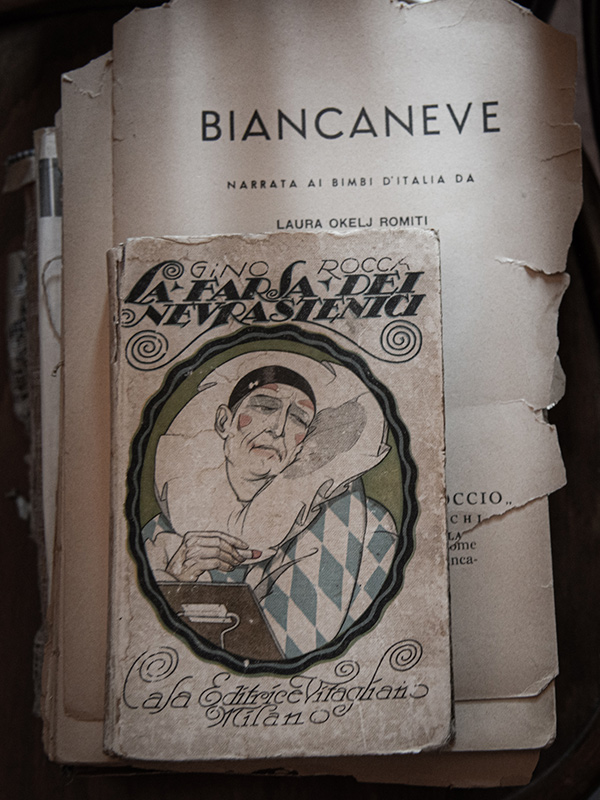 BIANCANEVE
NARRATA AI BIMBI D'ITALIA DA
LAURA OKELJ ROMITI
GINO ROCCA
LA FARSA DEI
NEVRASTENICI
OCCIO„
CHI
LA
ome
nca-
Casa Editrice Vitagliano
Milano